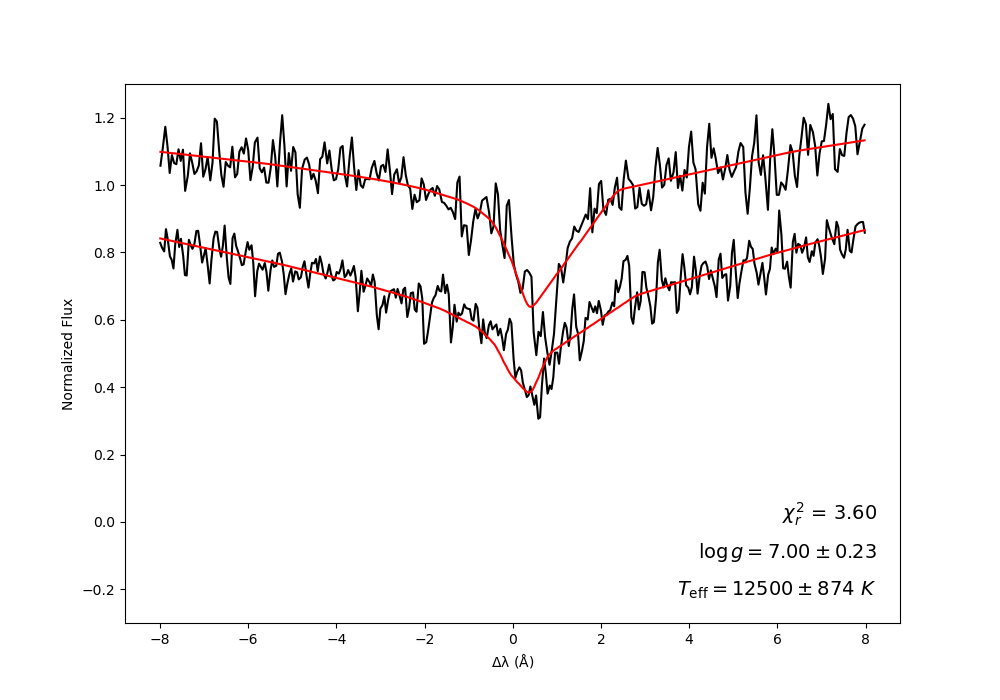 1.2
1.0
0.8
0.6
0.4
0.2
0.0
−0.2
Normalized Flux
χ²ᵣ = 3.60
log g = 7.00 ± 0.23
T_eff = 12500 ± 874 K
−8 −6 −4 −2 0 2 4 6 8
Δλ (Å)